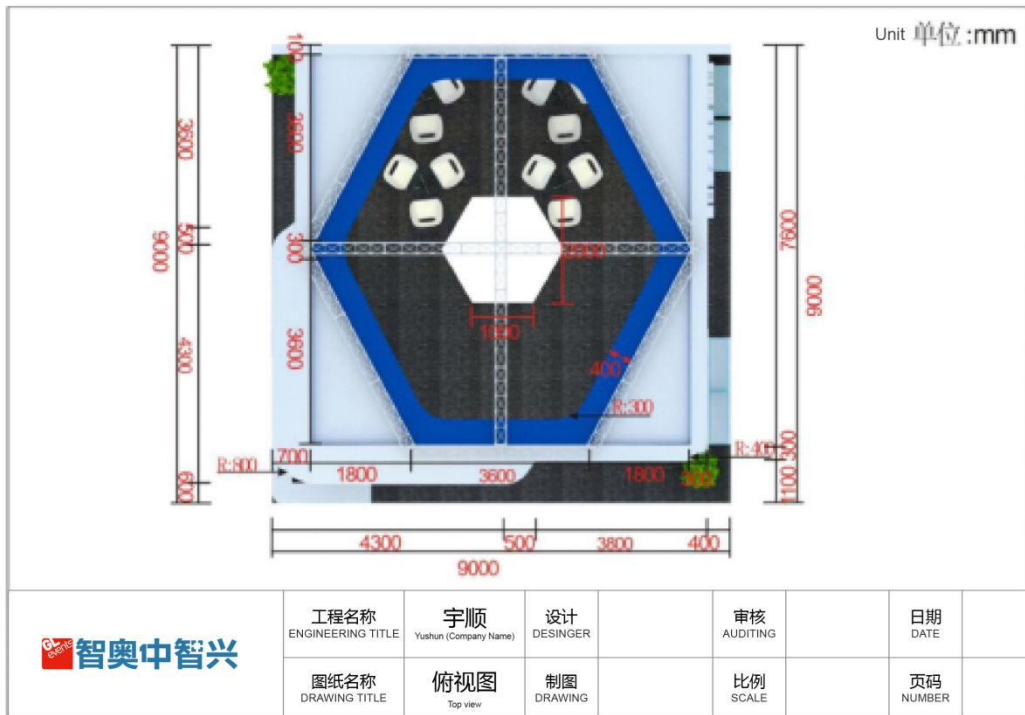 Unit 单位 :mm
100
3600
3600
500
300
9000
7600
9000
2000
1000
4300
3600
400
R:300
R:800
700
R:400
300
1800
3600
1800
300
600
1100
4300
500
3800
400
9000
GL events 智奥中智兴
工程名称
ENGINEERING TITLE
宇顺
Yushun (Company Name)
设计
DESINGER
审核
AUDITING
日期
DATE
图纸名称
DRAWING TITLE
俯视图
Top view
制图
DRAWING
比例
SCALE
页码
NUMBER